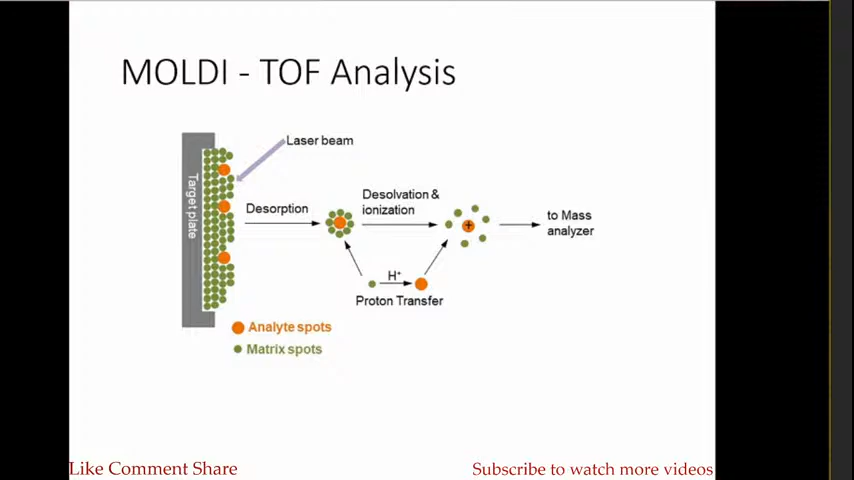 MOLDI - TOF Analysis
Laser beam
Target plate
Desorption
Desolvation &
ionization
+
to Mass
analyzer
H⁺
Proton Transfer
Analyte spots
Matrix spots
Like Comment Share
Subscribe to watch more videos